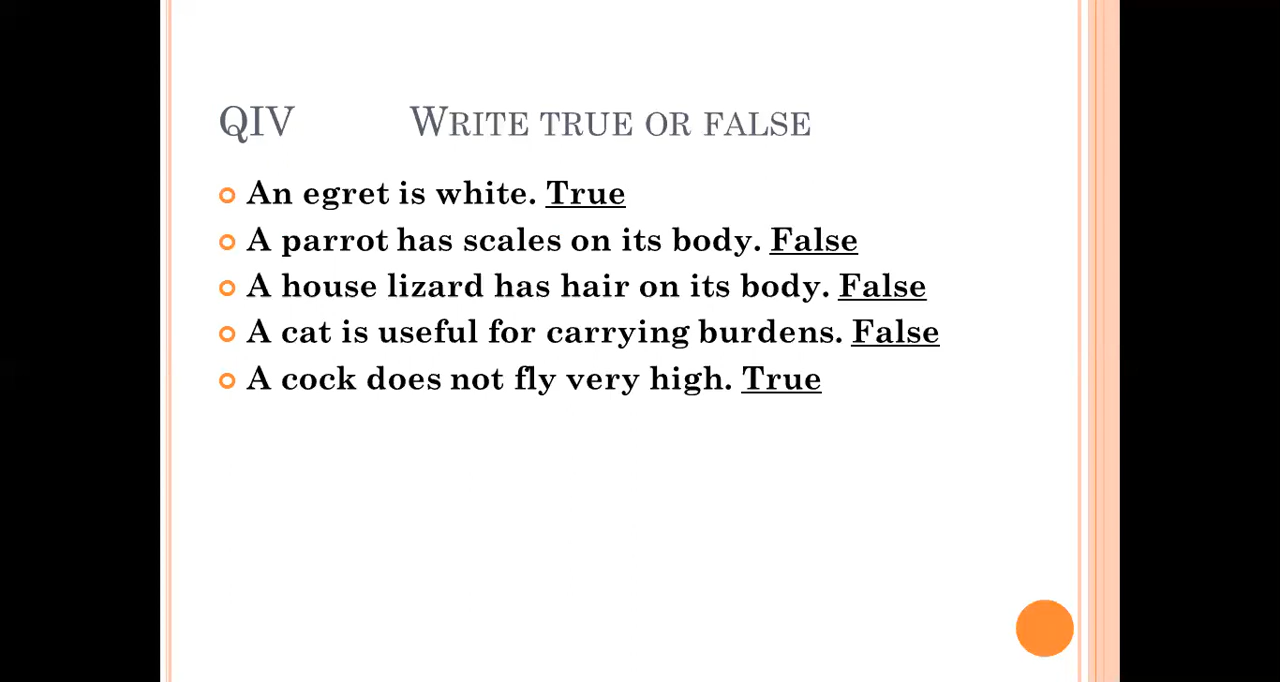 QIV WRITE TRUE OR FALSE
An egret is white. True
A parrot has scales on its body. False
A house lizard has hair on its body. False
A cat is useful for carrying burdens. False
A cock does not fly very high. True